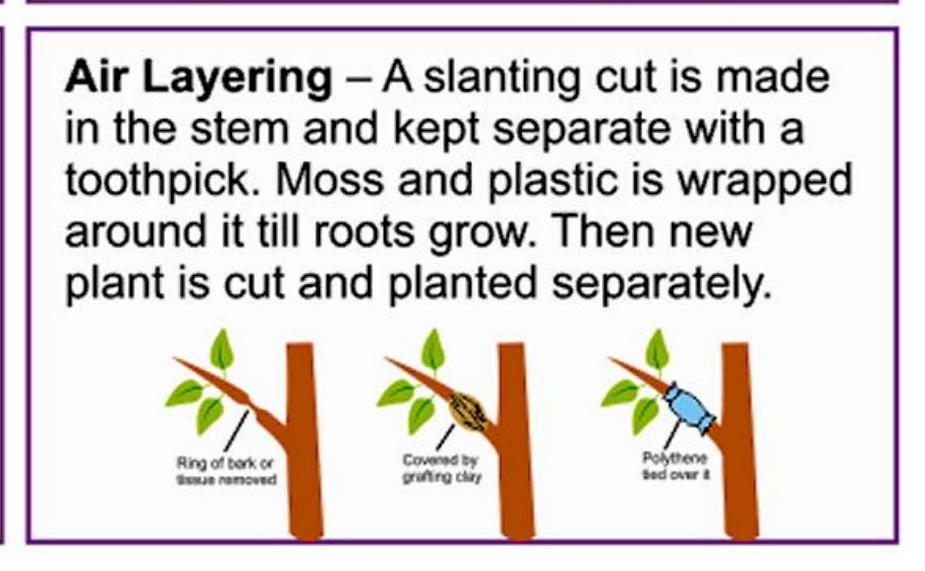 Air Layering – A slanting cut is made
in the stem and kept separate with a
toothpick. Moss and plastic is wrapped
around it till roots grow. Then new
plant is cut and planted separately.
Ring of bark or
tissue removed
Covered by
grafting clay
Polythene
tied over it